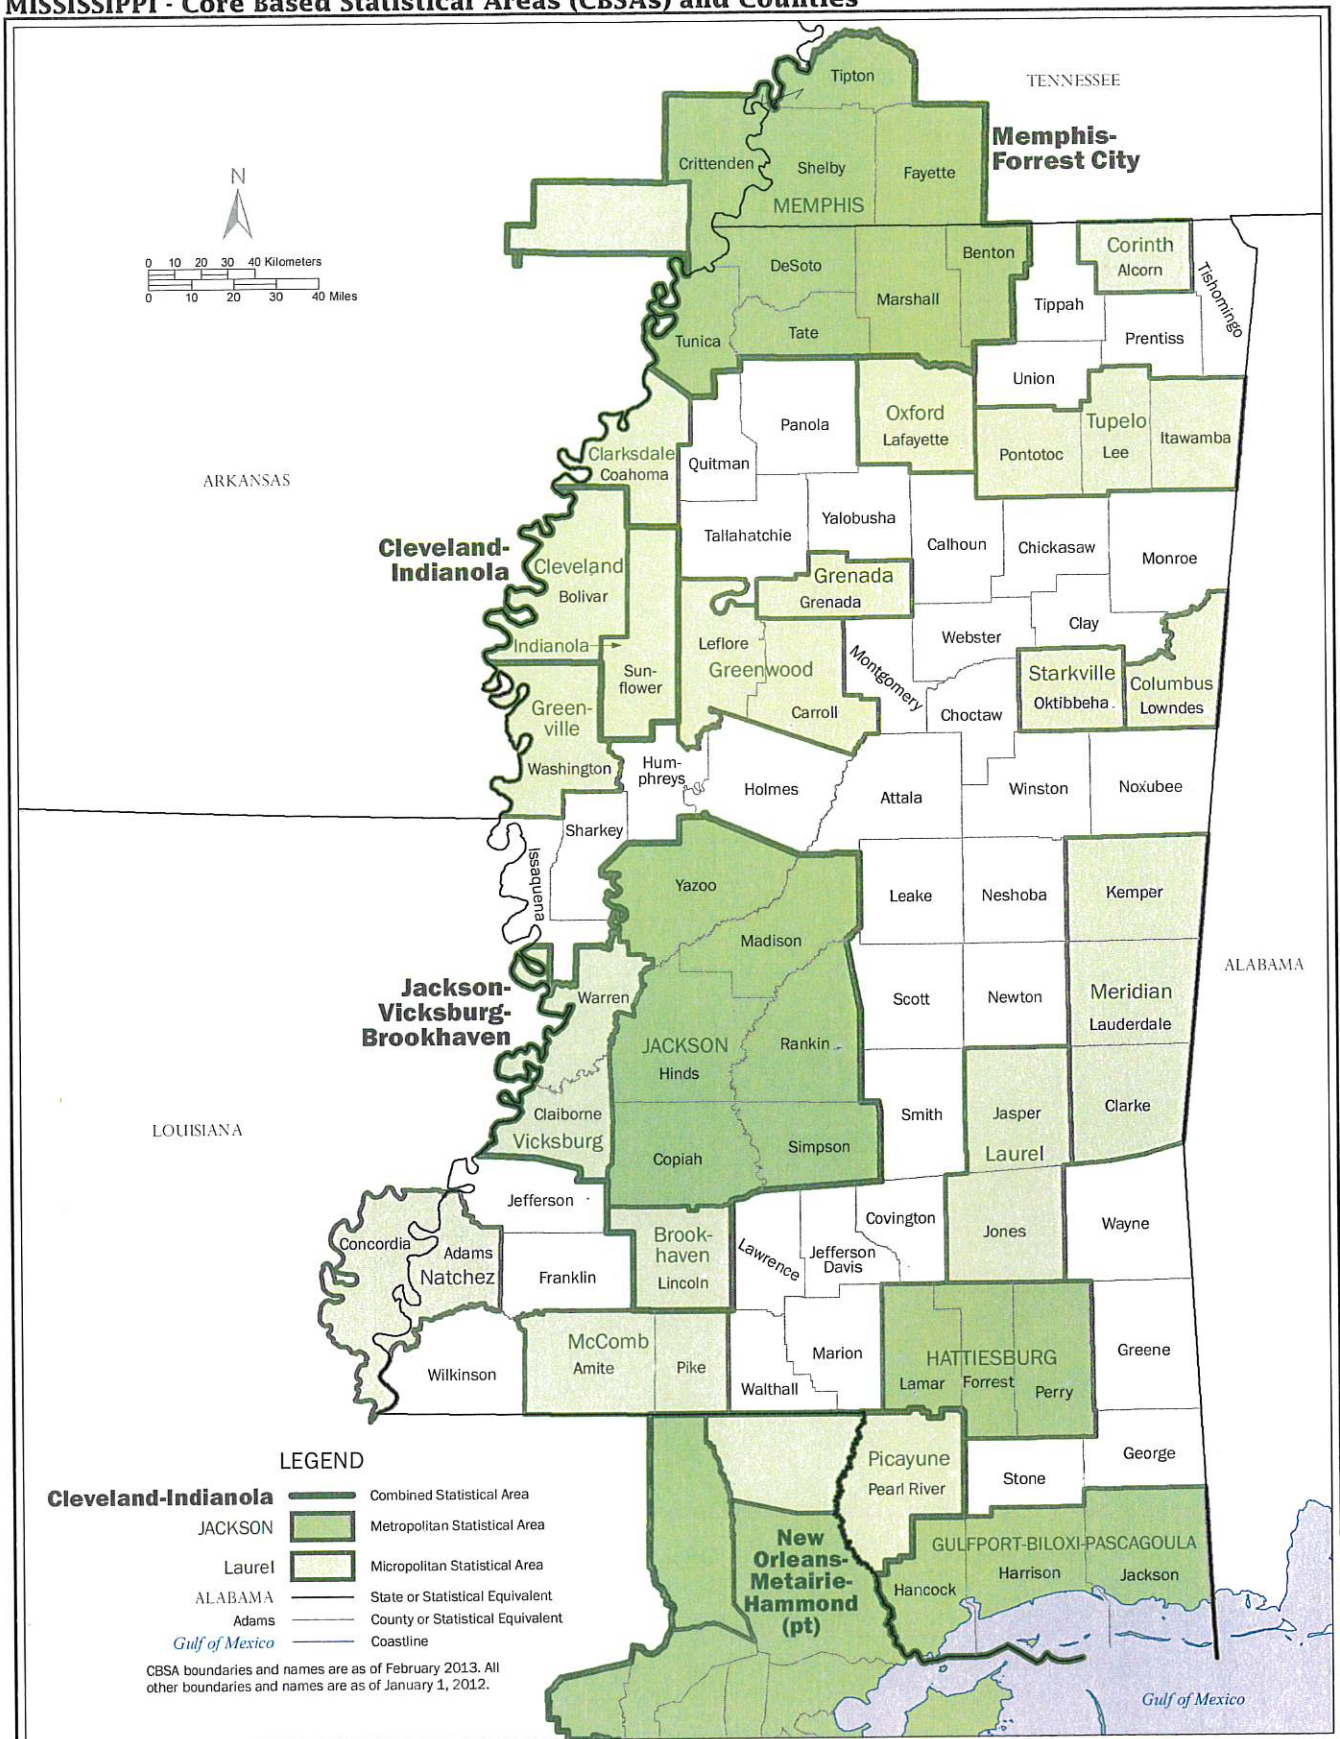 MISSISSIPPI - Core Based Statistical Areas (CBSAs) and Counties
TENNESSEE
Tipton
Memphis-
Forrest City
Crittenden
Shelby
Fayette
MEMPHIS
N
0 10 20 30 40 Kilometers
0 10 20 30 40 Miles
DeSoto
Benton
Corinth
Alcorn
Tishomingo
Marshall
Tippah
Tunica
Tate
Prentiss
Union
Panola
Oxford
Lafayette
Tupelo
Lee
Itawamba
Pontotoc
Clarksdale
Coahoma
Quitman
ARKANSAS
Tallahatchie
Yalobusha
Calhoun
Chickasaw
Monroe
Cleveland-
Indianola
Cleveland
Bolivar
Grenada
Grenada
Clay
Webster
Indianola
Leflore
Greenwood
Montgomery
Sun-
flower
Carroll
Choctaw
Starkville
Oktibbeha
Columbus
Lowndes
Green-
ville
Washington
Hum-
phreys
Holmes
Attala
Winston
Noxubee
Sharkey
Issaquena
Yazoo
Leake
Neshoba
Kemper
Madison
ALABAMA
Jackson-
Vicksburg-
Brookhaven
Warren
Scott
Newton
Meridian
Lauderdale
JACKSON
Hinds
Rankin
Claiborne
Vicksburg
Smith
Jasper
Laurel
Clarke
LOUISIANA
Copiah
Simpson
Jefferson
Covington
Jones
Wayne
Concordia
Adams
Natchez
Franklin
Brook-
haven
Lincoln
Lawrence
Jefferson
Davis
McComb
Amite
Pike
Wilkinson
Walthall
Marion
HATTIESBURG
Lamar
Forrest
Perry
Greene
George
Picayune
Pearl River
Stone
New
Orleans-
Metairie-
Hammond
(pt)
GULFPORT-BILOXI-PASCAGOULA
Hancock
Harrison
Jackson
Gulf of Mexico
LEGEND
Cleveland-Indianola Combined Statistical Area
JACKSON Metropolitan Statistical Area
Laurel Micropolitan Statistical Area
ALABAMA State or Statistical Equivalent
Adams County or Statistical Equivalent
Gulf of Mexico Coastline
CBSA boundaries and names are as of February 2013. All
other boundaries and names are as of January 1, 2012.